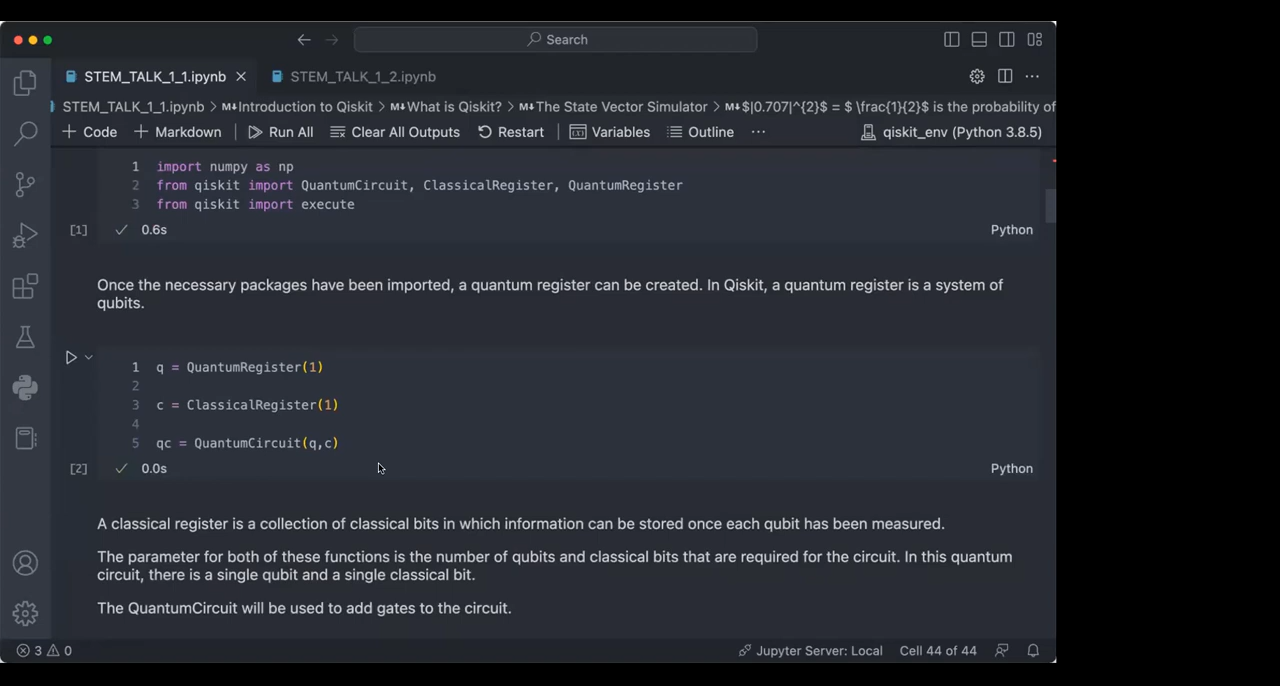 Search
STEM_TALK_1_1.ipynb
STEM_TALK_1_2.ipynb
STEM_TALK_1_1.ipynb > M↓Introduction to Qiskit > M↓What is Qiskit? > M↓The State Vector Simulator > M↓$|0.707|^{2}$ = $ \frac{1}{2}$ is the probability of
+ Code + Markdown Run All Clear All Outputs Restart Variables Outline ··· qiskit_env (Python 3.8.5)
1 import numpy as np
2 from qiskit import QuantumCircuit, ClassicalRegister, QuantumRegister
3 from qiskit import execute
[1] ✓ 0.6s Python
Once the necessary packages have been imported, a quantum register can be created. In Qiskit, a quantum register is a system of
qubits.
1 q = QuantumRegister(1)
2
3 c = ClassicalRegister(1)
4
5 qc = QuantumCircuit(q,c)
[2] ✓ 0.0s Python
A classical register is a collection of classical bits in which information can be stored once each qubit has been measured.
The parameter for both of these functions is the number of qubits and classical bits that are required for the circuit. In this quantum
circuit, there is a single qubit and a single classical bit.
The QuantumCircuit will be used to add gates to the circuit.
3 0 Jupyter Server: Local Cell 44 of 44